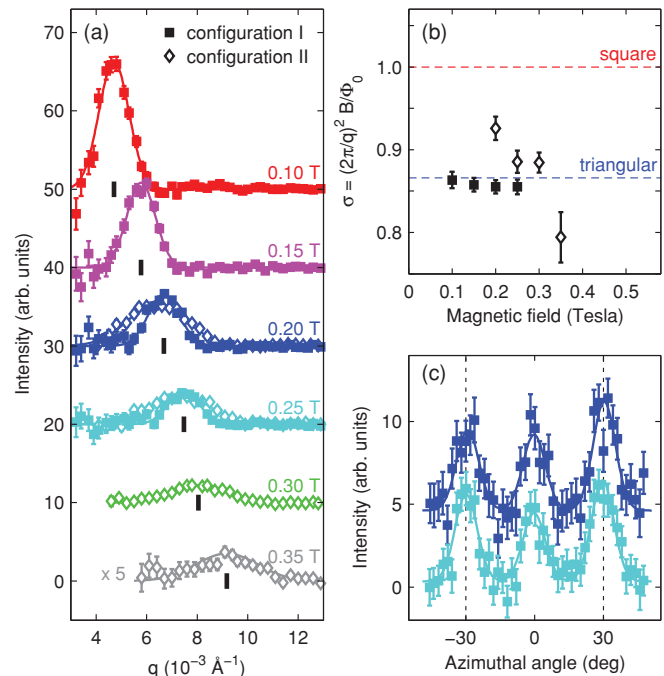 (a)
configuration I
configuration II
70
60
50
40
30
20
10
0
Intensity (arb. units)
0.10 T
0.15 T
0.20 T
0.25 T
0.30 T
0.35 T
x 5
4 6 8 10 12
q (10⁻³ Å⁻¹)
(b)
square
triangular
1.0
0.9
0.8
σ = (2π/q)² B/Φ₀
0 0.1 0.2 0.3 0.4 0.5
Magnetic field (Tesla)
(c)
10
5
0
Intensity (arb. units)
−30 0 30
Azimuthal angle (deg)